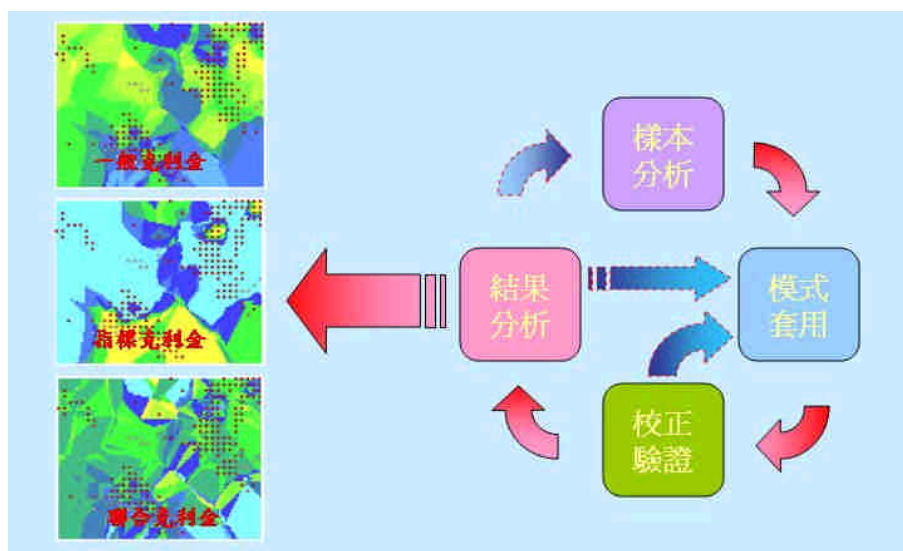 一般克利金
指標克利金
聯合克利金
樣本
分析
結果
分析
模式
套用
校正
驗證